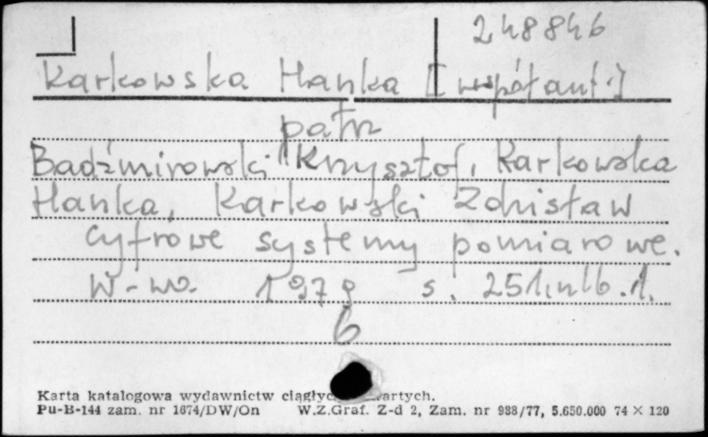 248846
Karkowska Hanka [współaut.]
patrz
Badźmirowski Krzysztof, Karkowska
Hanka, Karkowski Zdzisław
Cyfrowe systemy pomiarowe.
W-wa. 1979 s. 251, nlb. 1.
6
Karta katalogowa wydawnictw
Pu-B-144 zam. nr 1674/DW/On W.Z.Graf. Z-d 2, Zam. nr 938/77, 5.650.000 74 × 120